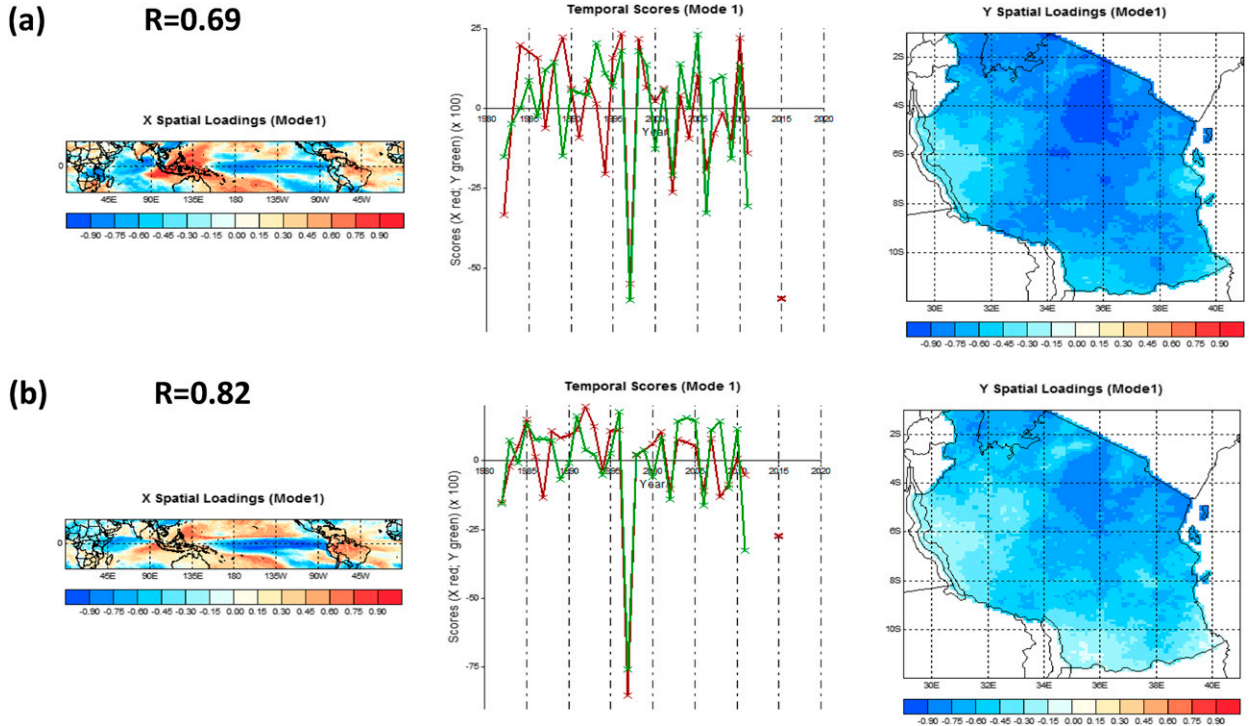 (a)
R=0.69
Temporal Scores (Mode 1)
Y Spatial Loadings (Mode1)
X Spatial Loadings (Mode1)
0
45E 90E 135E 180 135W 90W 45W
-0.90 -0.75 -0.60 -0.45 -0.30 -0.15 0.00 0.15 0.30 0.45 0.60 0.75 0.90
Scores (X red; Y green) (X 100)
25
0
-25
-50
1980 1985 1990 1995 2000 2005 2010 2015 2020
Year
2S
4S
6S
8S
10S
30E 32E 34E 36E 38E 40E
-0.90 -0.75 -0.60 -0.45 -0.30 -0.15 0.00 0.15 0.30 0.45 0.60 0.75 0.90
(b)
R=0.82
Temporal Scores (Mode 1)
Y Spatial Loadings (Mode1)
X Spatial Loadings (Mode1)
0
45E 90E 135E 180 135W 90W 45W
-0.90 -0.75 -0.60 -0.45 -0.30 -0.15 0.00 0.15 0.30 0.45 0.60 0.75 0.90
Scores (X red; Y green) (X 100)
0
-25
-50
-75
1980 1985 1990 1995 2000 2005 2010 2015 2020
Year
2S
4S
6S
8S
10S
30E 32E 34E 36E 38E 40E
-0.90 -0.75 -0.60 -0.45 -0.30 -0.15 0.00 0.15 0.30 0.45 0.60 0.75 0.90